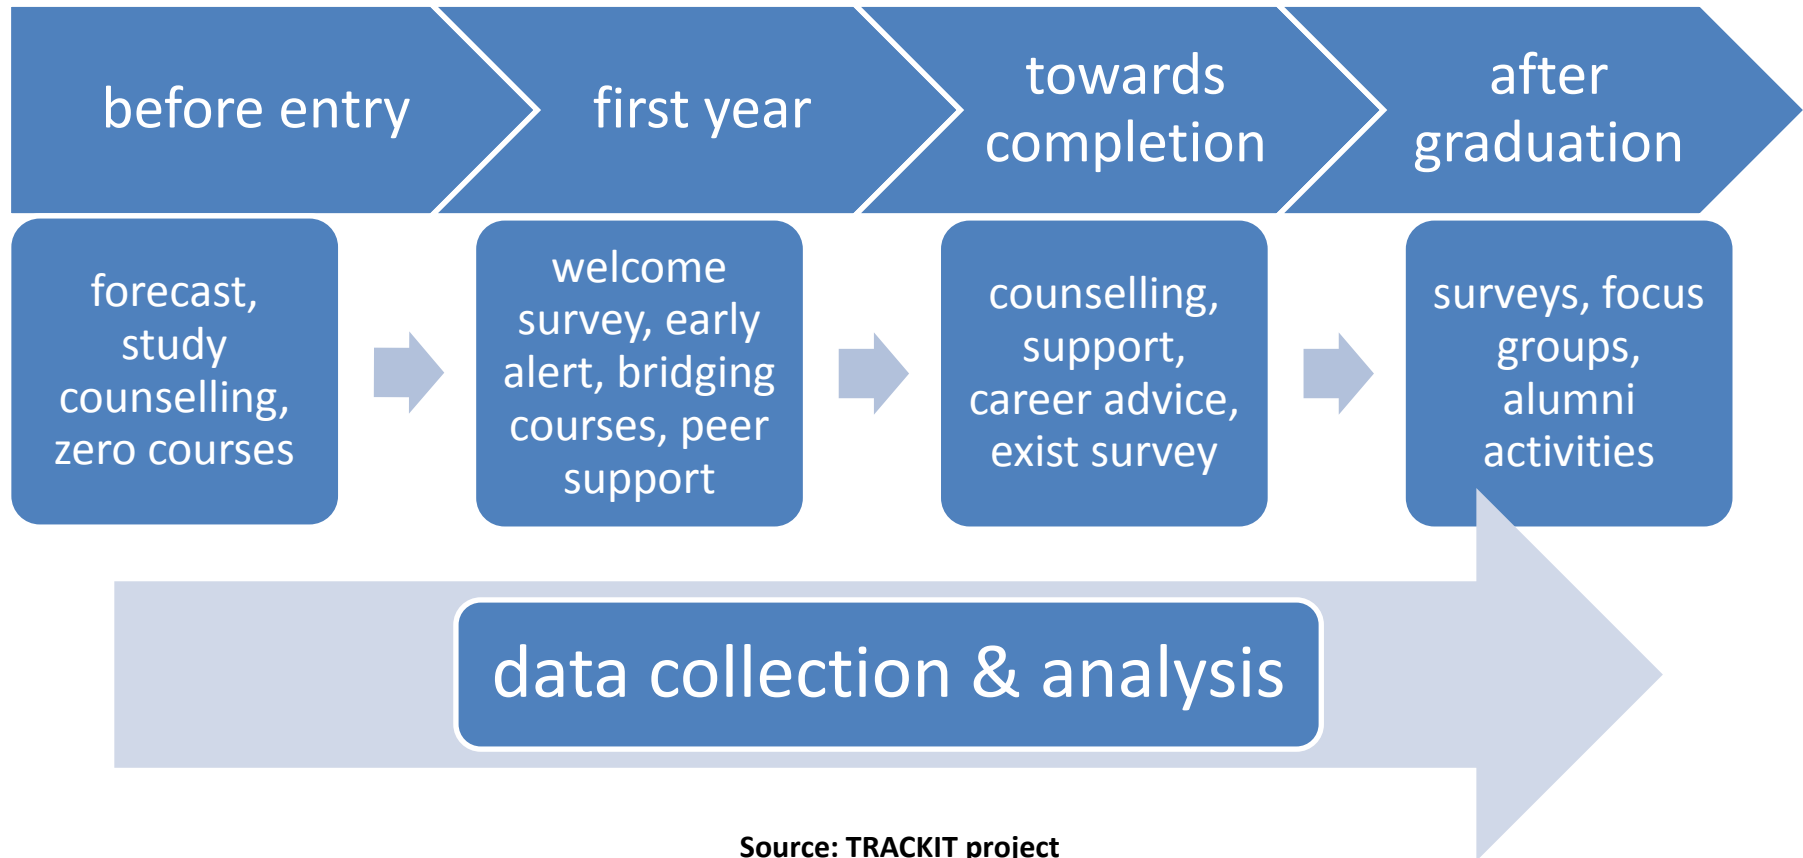 before entry
first year
towards
completion
after
graduation
forecast,
study
counselling,
zero courses
welcome
survey, early
alert, bridging
courses, peer
support
counselling,
support,
career advice,
exist survey
surveys, focus
groups,
alumni
activities
data collection & analysis
Source: TRACKIT project